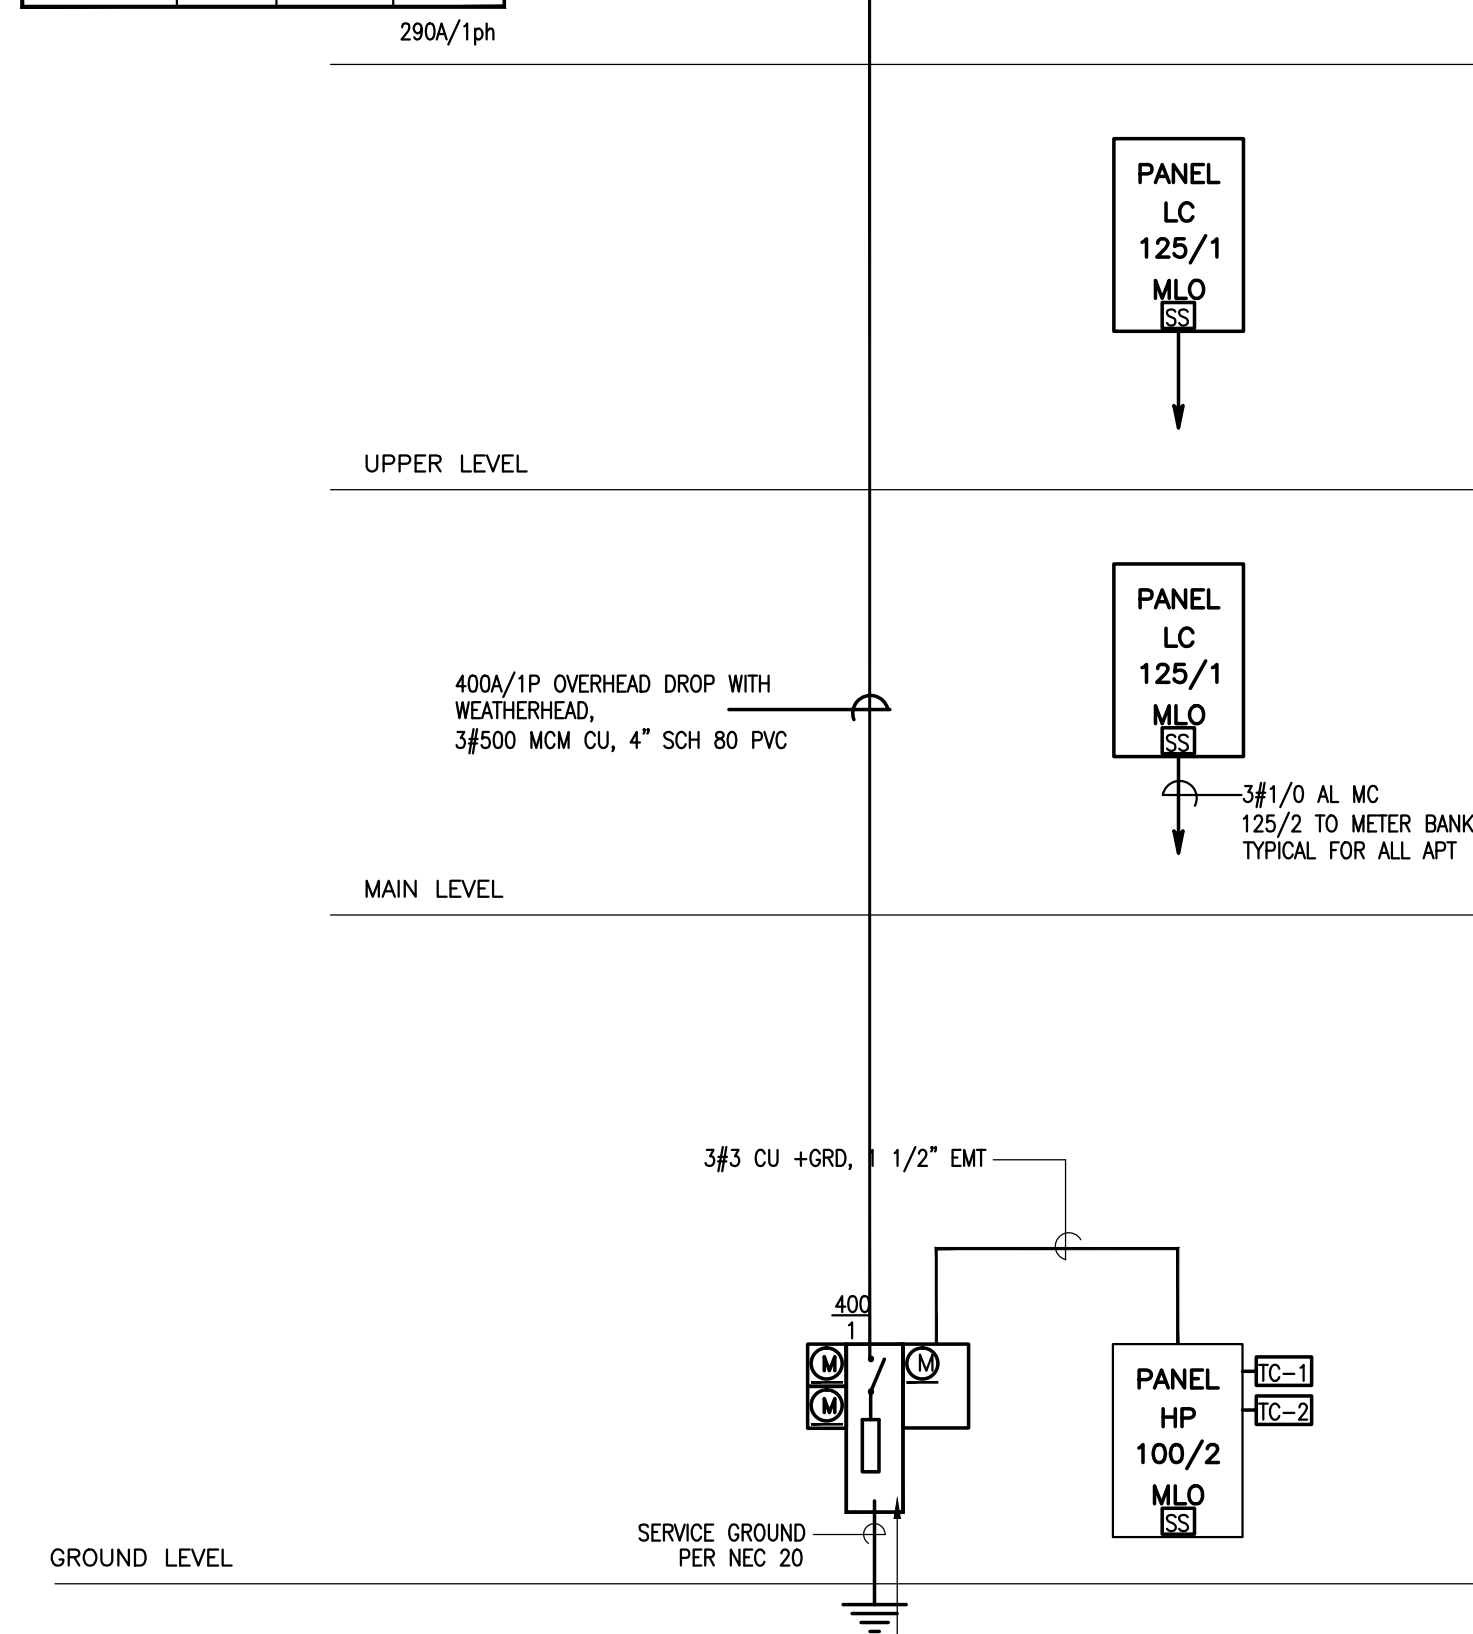 290A/1ph
PANEL
LC
125/1
MLO
SS
UPPER LEVEL
PANEL
LC
125/1
MLO
SS
400A/1P OVERHEAD DROP WITH
WEATHERHEAD,
3#500 MCM CU, 4" SCH 80 PVC
3#1/0 AL MC
125/2 TO METER BANK
TYPICAL FOR ALL APT
MAIN LEVEL
3#3 CU +GRD, 1 1/2" EMT
400
1
M
M
M
PANEL
HP
100/2
MLO
SS
TC-1
TC-2
SERVICE GROUND
PER NEC 20
GROUND LEVEL